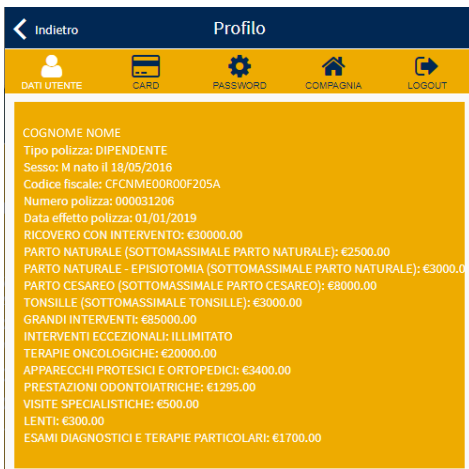 Indietro
Profilo
DATI UTENTE
CARD
PASSWORD
COMPAGNIA
LOGOUT
COGNOME NOME
Tipo polizza: DIPENDENTE
Sesso: M nato il 18/05/2016
Codice fiscale: CFCNME00R00F205A
Numero polizza: 000031206
Data effetto polizza: 01/01/2019
RICOVERO CON INTERVENTO: €30000.00
PARTO NATURALE (SOTTOMASSIMALE PARTO NATURALE): €2500.00
PARTO NATURALE - EPISIOTOMIA (SOTTOMASSIMALE PARTO NATURALE): €3000.0
PARTO CESAREO (SOTTOMASSIMALE PARTO CESAREO): €8000.00
TONSILLE (SOTTOMASSIMALE TONSILLE): €3000.00
GRANDI INTERVENTI: €85000.00
INTERVENTI ECCEZIONALI: ILLIMITATO
TERAPIE ONCOLOGICHE: €20000.00
APPARECCHI PROTESICI E ORTOPEDICI: €3400.00
PRESTAZIONI ODONTOIATRICHE: €1295.00
VISITE SPECIALISTICHE: €500.00
LENTI: €300.00
ESAMI DIAGNOSTICI E TERAPIE PARTICOLARI: €1700.00